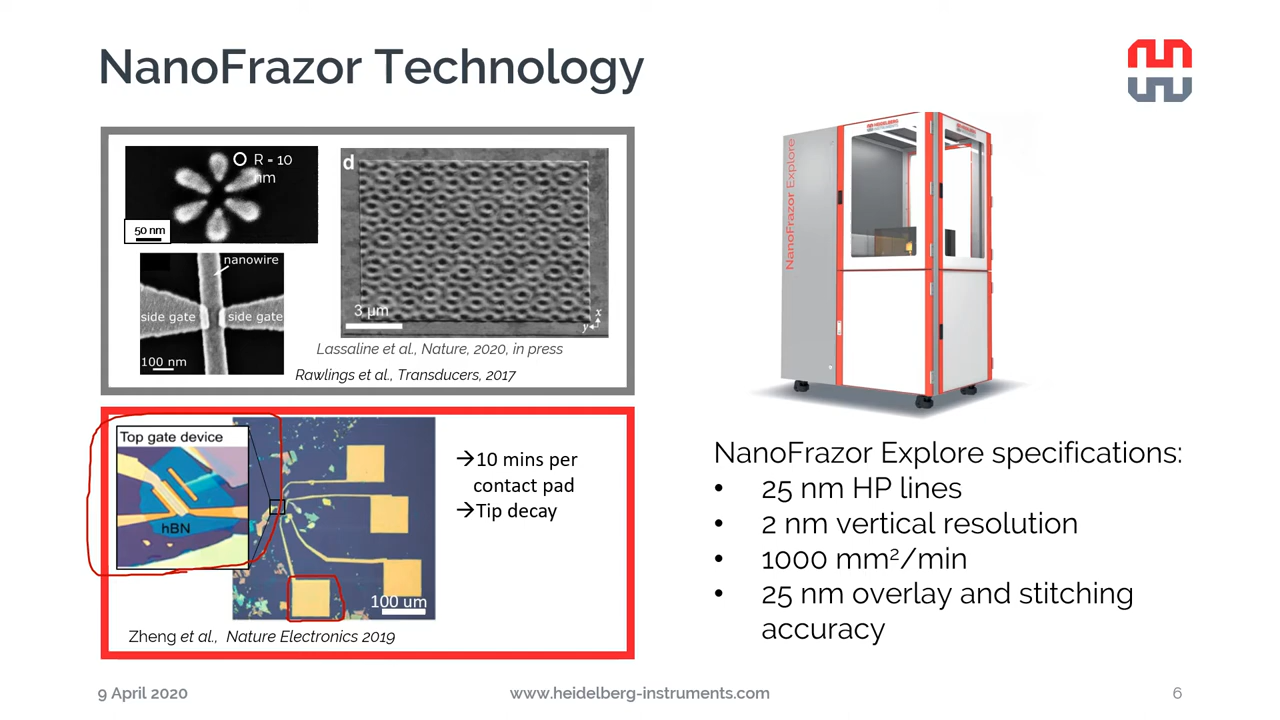 NanoFrazor Technology
R = 10
nm
50 nm
d
nanowire
side gate
side gate
100 nm
3 µm
x
y
Lassaline et al., Nature, 2020, in press
Rawlings et al., Transducers, 2017
Top gate device
hBN
100 um
→10 mins per
contact pad
→Tip decay
Zheng et al., Nature Electronics 2019
HEIDELBERG
INSTRUMENTS
NanoFrazor Explore
NanoFrazor Explore specifications:
• 25 nm HP lines
• 2 nm vertical resolution
• 1000 mm²/min
• 25 nm overlay and stitching
accuracy
9 April 2020
www.heidelberg-instruments.com
6